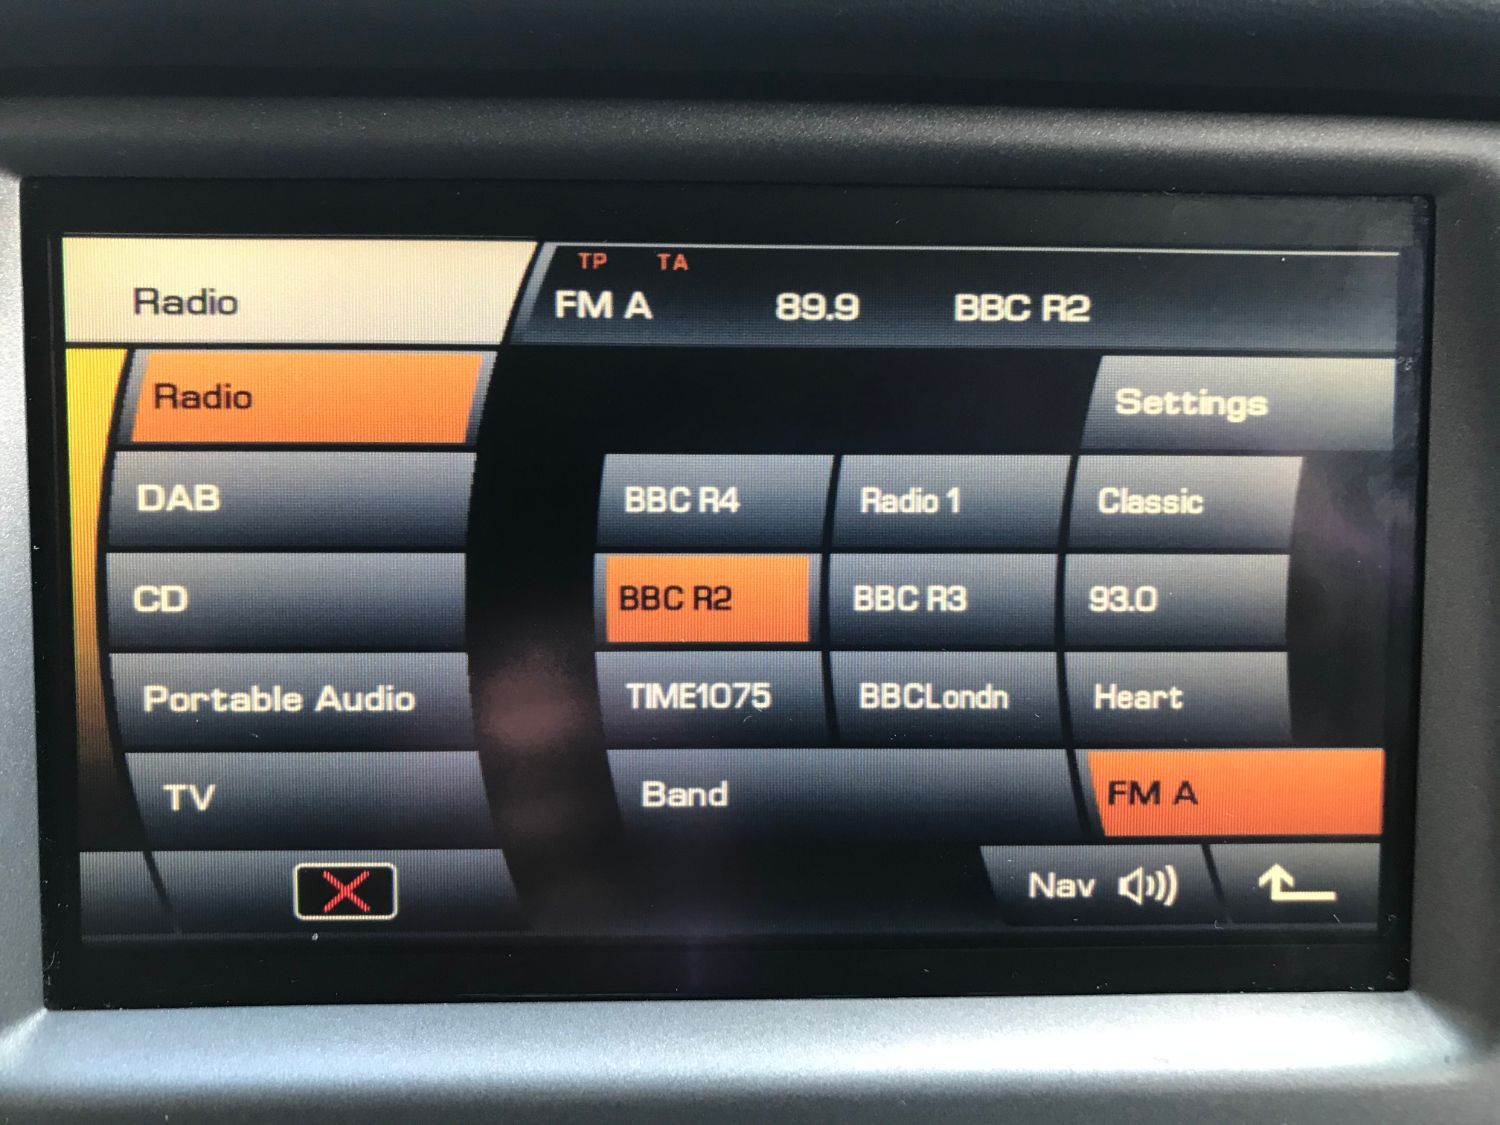 Radio
TP TA
FM A 89.9 BBC R2
Radio
Settings
DAB
BBC R4 Radio 1 Classic
CD
BBC R2 BBC R3 93.0
Portable Audio
TIME1075 BBCLondn Heart
TV
Band FM A
Nav